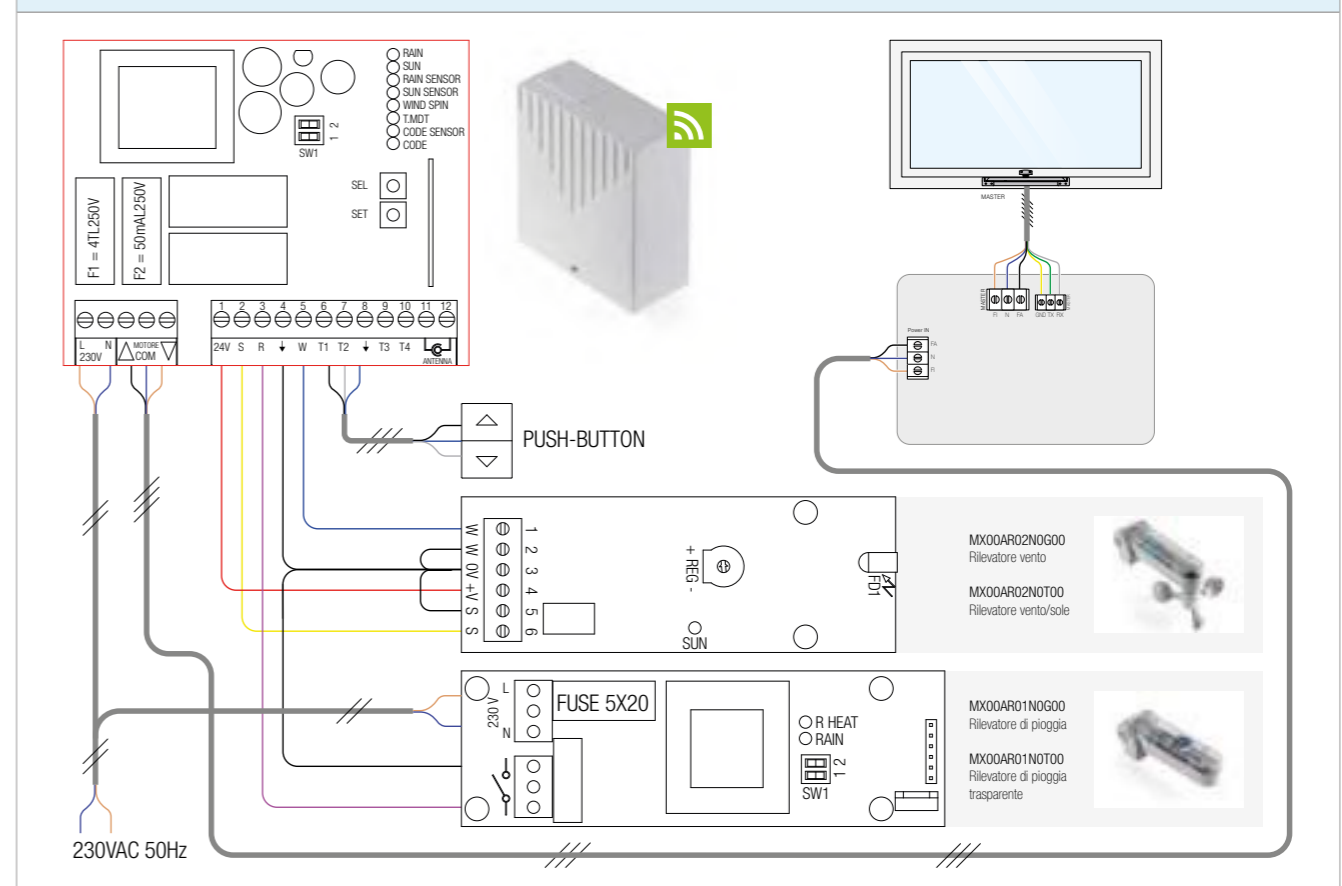 RAIN
SUN
RAIN SENSOR
SUN SENSOR
WIND SPIN
T.MDT
CODE SENSOR
CODE
1 2
SW1
SEL
SET
F1 = 4TL250V
F2 = 50mAL250V
L N
230V
MOTORE
COM
1 2 3 4 5 6 7 8 9 10 11 12
24V S R W T1 T2 T3 T4
ANTENNA
MASTER
MASTER
FI N FA
GND TX RX
Power IN
FA
N
FI
PUSH-BUTTON
W W 0V +V S S
1 2 3 4 5 6
+ REG -
SUN
FD1
MX00AR02N0G00
Rilevatore vento
MX00AR02N0T00
Rilevatore vento/sole
230 V
L
N
FUSE 5X20
R HEAT
RAIN
1 2
SW1
MX00AR01N0G00
Rilevatore di pioggia
MX00AR01N0T00
Rilevatore di pioggia
trasparente
230VAC 50Hz